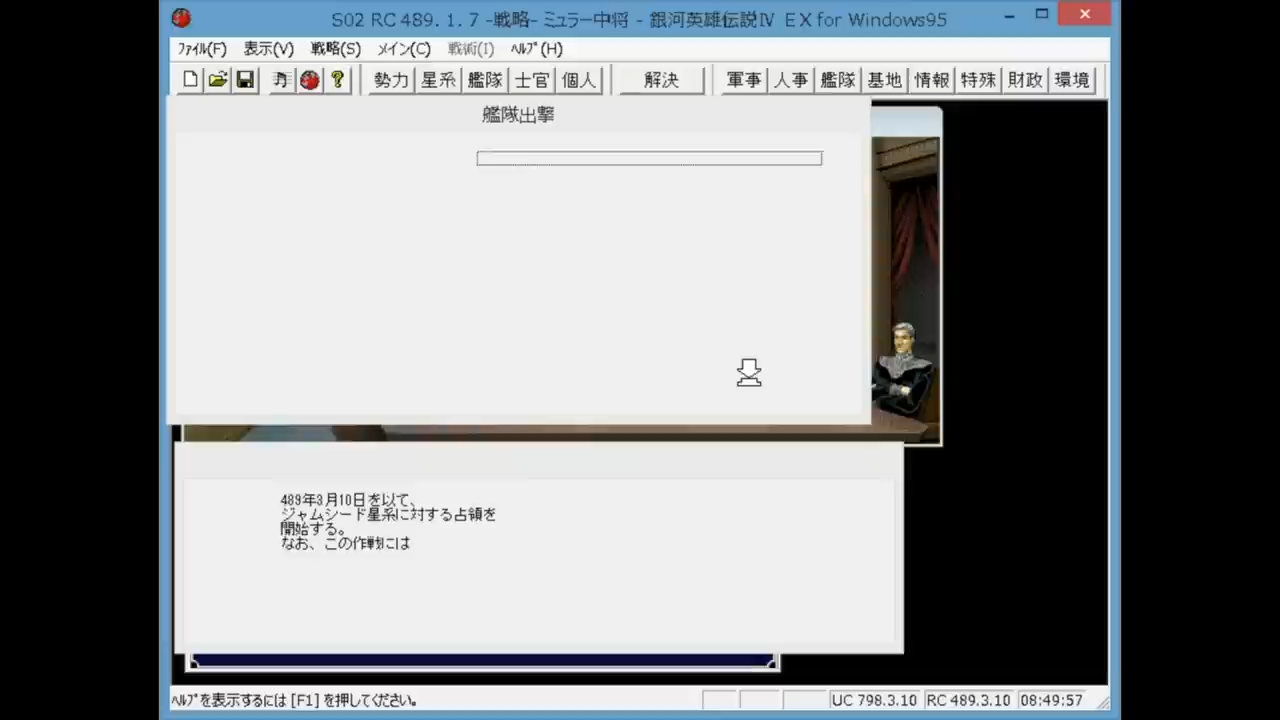 S02 RC 489. 1. 7 -戦略- ミュラー中将 - 銀河英雄伝説Ⅳ EX for Windows95
ﾌｧｲﾙ(F) 表示(V) 戦略(S) メイン(C) 戦術(I) ﾍﾙﾌﾟ(H)
勢力 星系 艦隊 士官 個人 解決 軍事 人事 艦隊 基地 情報 特殊 財政 環境
艦隊出撃
489年3月10日を以て、
ジャムシード星系に対する占領を
開始する。
なお、この作戦には
ﾍﾙﾌﾟを表示するには [F1] を押してください。 UC 798.3.10 RC 489.3.10 08:49:57